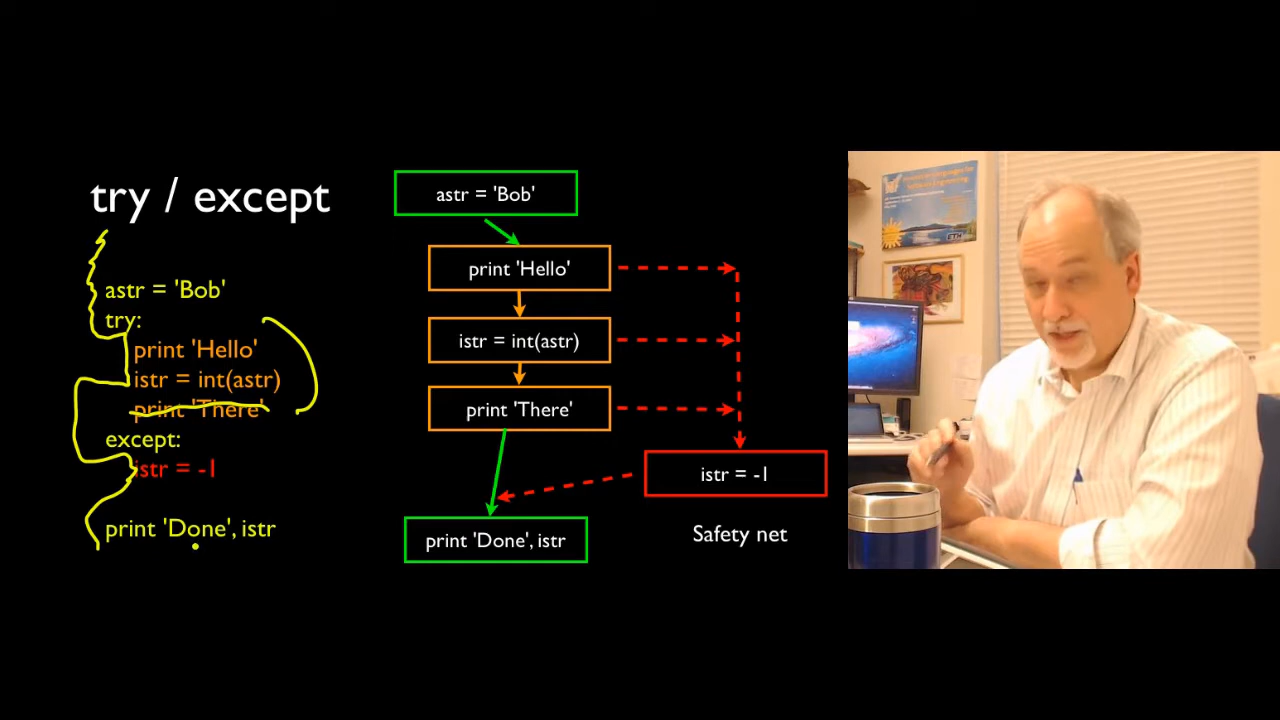 try / except
astr = 'Bob'
try:
print 'Hello'
istr = int(astr)
print 'There'
except:
istr = -1
print 'Done', istr
astr = 'Bob'
print 'Hello'
istr = int(astr)
print 'There'
istr = -1
print 'Done', istr
Safety net